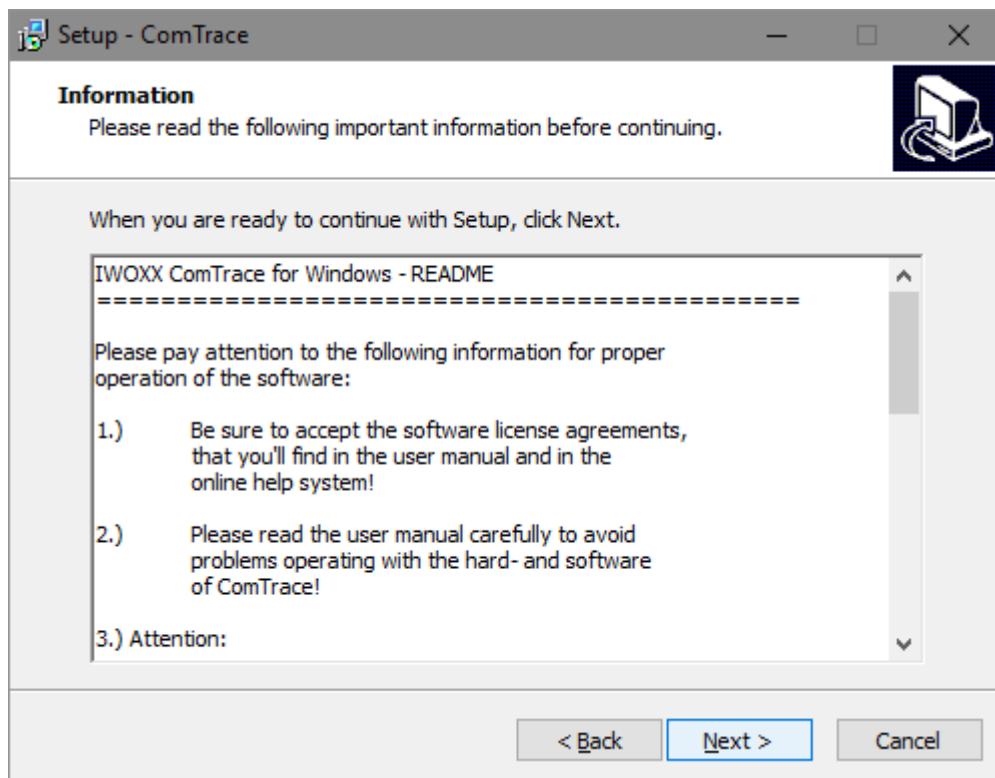 Setup - ComTrace
Information
Please read the following important information before continuing.
When you are ready to continue with Setup, click Next.
IWOXX ComTrace for Windows - README
============================================
Please pay attention to the following information for proper
operation of the software:
1.) Be sure to accept the software license agreements,
that you'll find in the user manual and in the
online help system!
2.) Please read the user manual carefully to avoid
problems operating with the hard- and software
of ComTrace!
3.) Attention:
< Back Next > Cancel